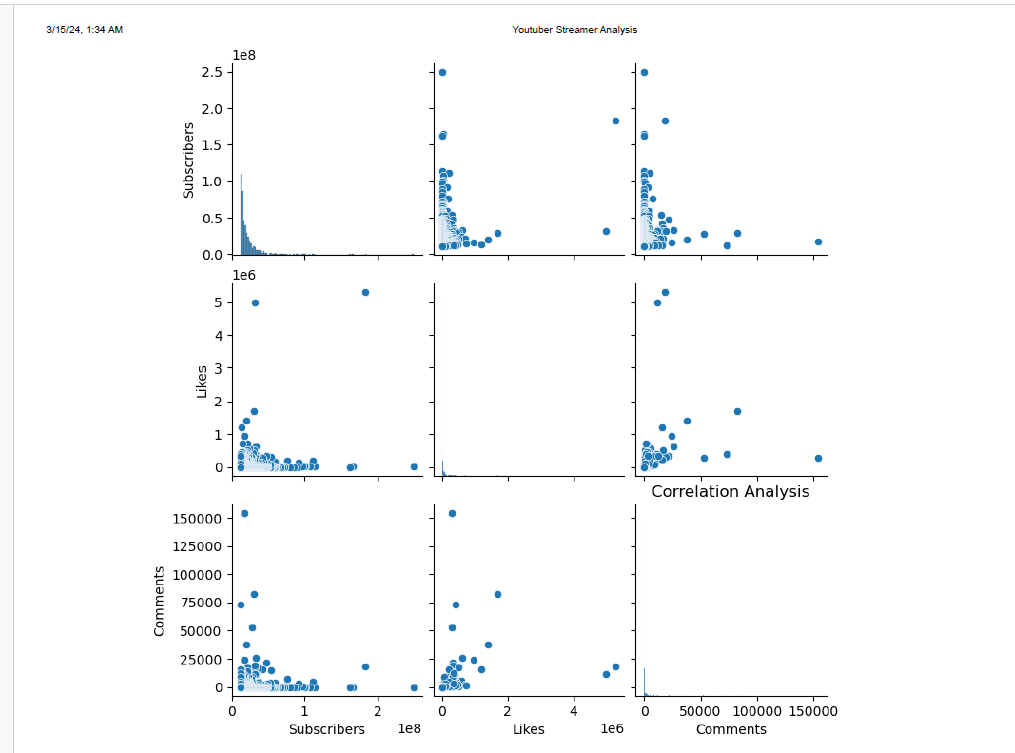 3/15/24, 1:34 AM
Youtuber Streamer Analysis
1e8
2.5
2.0
1.5
1.0
0.5
0.0
Subscribers
1e6
5
4
3
2
1
0
Likes
Correlation Analysis
150000
125000
100000
75000
50000
25000
0
Comments
0 1 2
1e8
Subscribers
0 2 4
1e6
Likes
0 50000 100000 150000
Comments